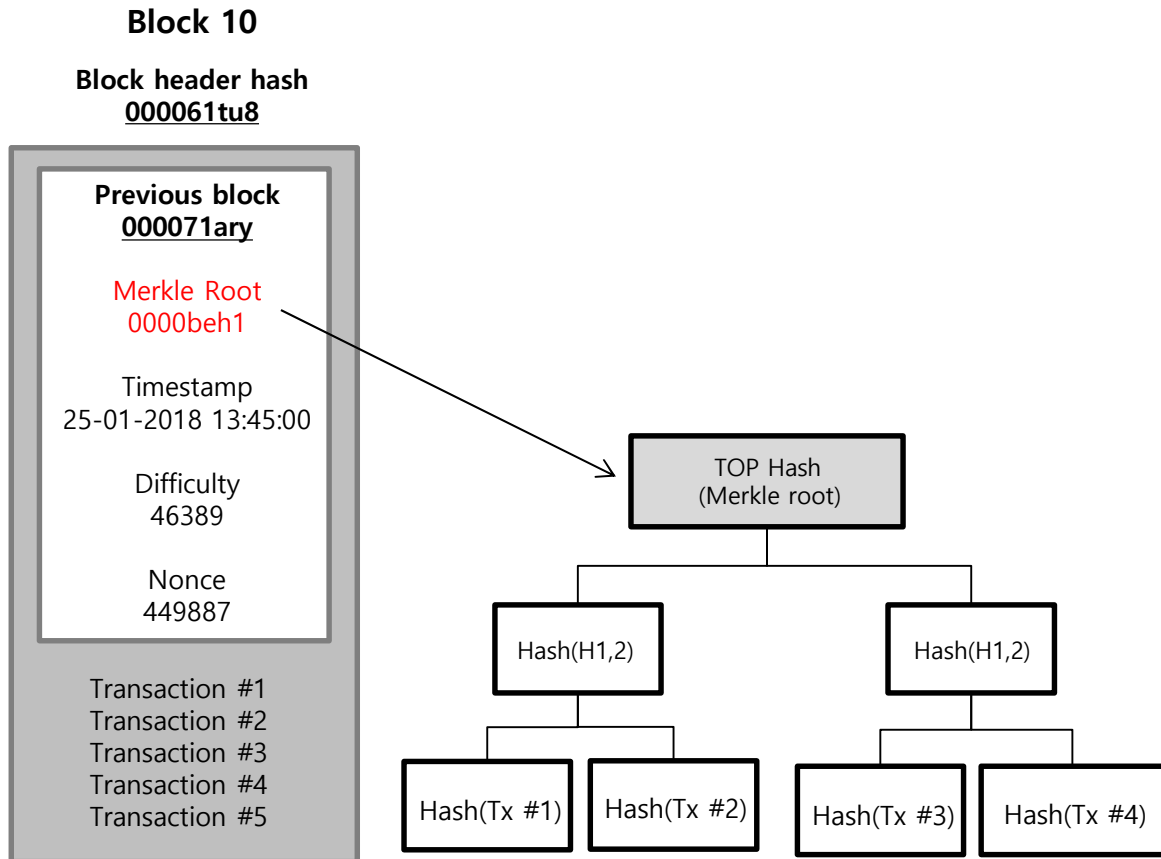 Block 10
Block header hash
000061tu8
Previous block
000071ary
Merkle Root
0000beh1
Timestamp
25-01-2018 13:45:00
Difficulty
46389
Nonce
449887
Transaction #1
Transaction #2
Transaction #3
Transaction #4
Transaction #5
TOP Hash
(Merkle root)
Hash(H1,2)
Hash(H1,2)
Hash(Tx #1)
Hash(Tx #2)
Hash(Tx #3)
Hash(Tx #4)